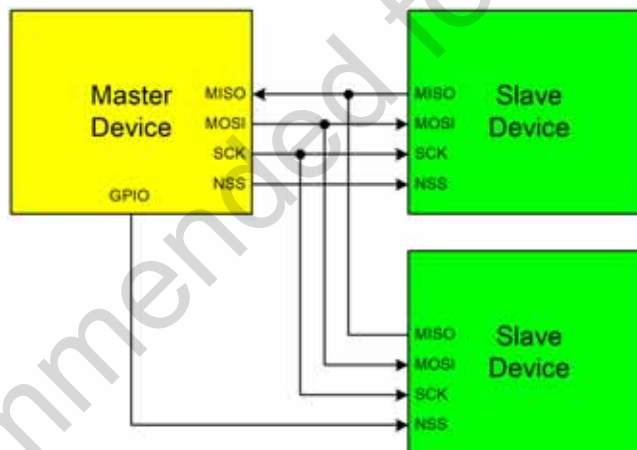 Master
Device
MISO
MOSI
SCK
NSS
GPIO
MISO
MOSI
SCK
NSS
Slave
Device
MISO
MOSI
SCK
NSS
Slave
Device